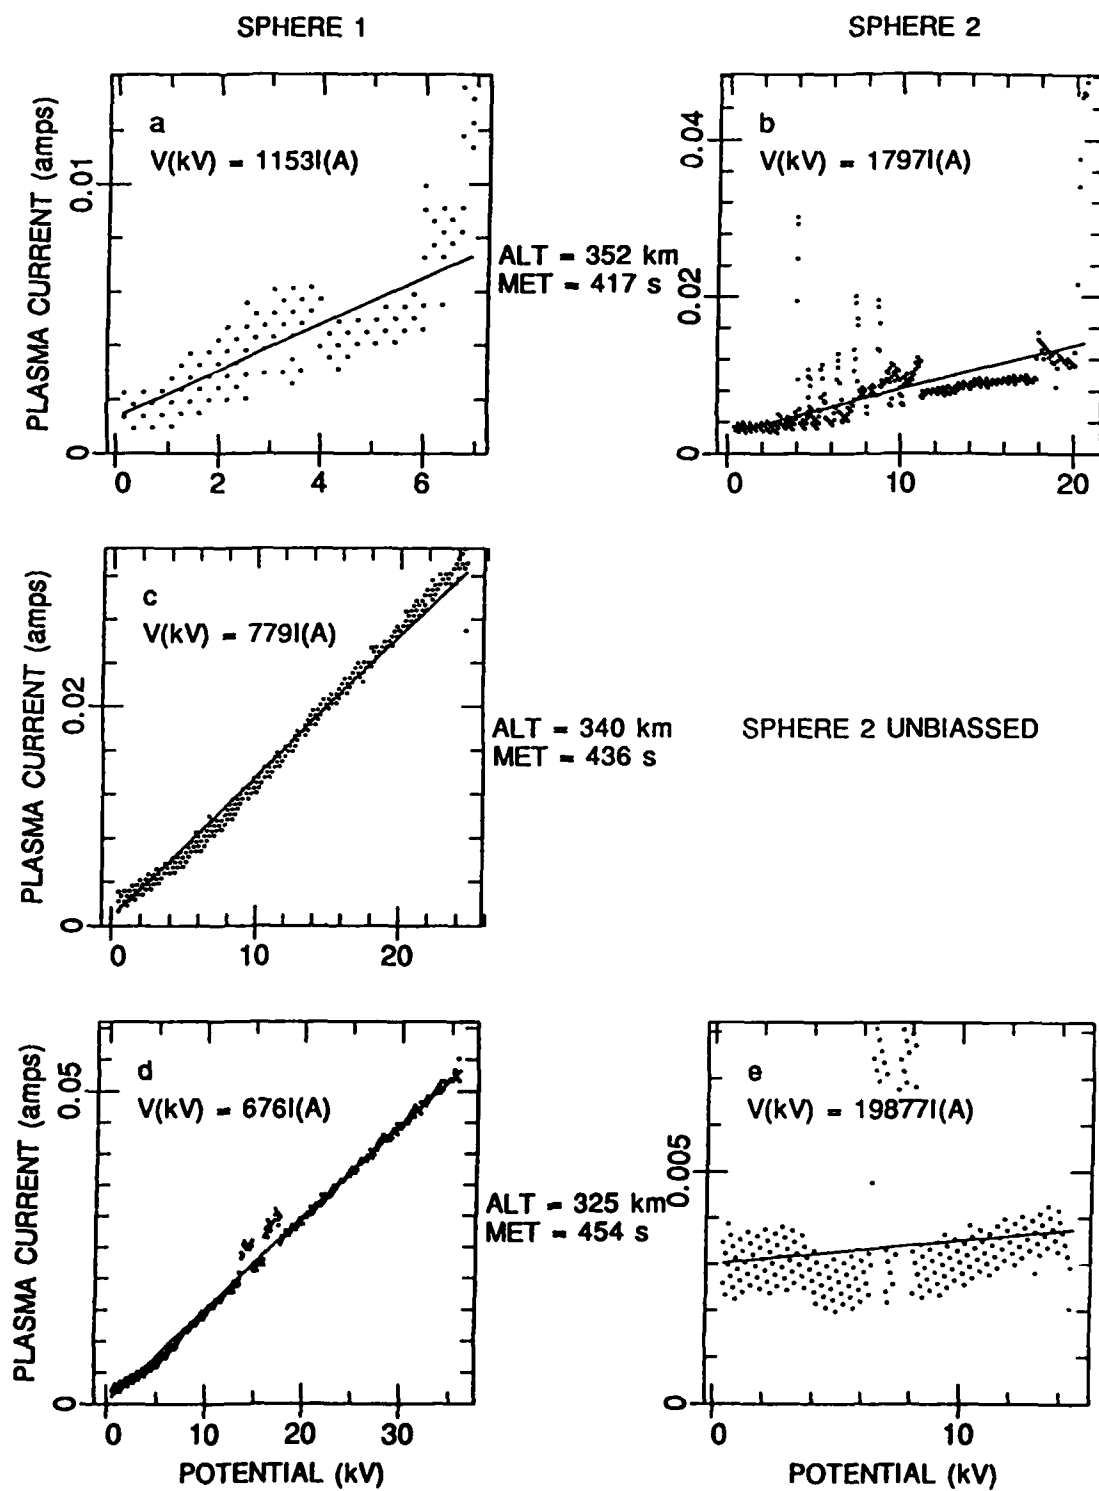 SPHERE 1
SPHERE 2
a
V(kV) = 1153I(A)
PLASMA CURRENT (amps)
0.01
0
0 2 4 6
ALT = 352 km
MET = 417 s
b
V(kV) = 1797I(A)
0.04
0.02
0
0 10 20
c
V(kV) = 779I(A)
PLASMA CURRENT (amps)
0.02
0
0 10 20
ALT = 340 km
MET = 436 s
SPHERE 2 UNBIASSED
d
V(kV) = 676I(A)
PLASMA CURRENT (amps)
0.05
0
0 10 20 30
POTENTIAL (kV)
ALT = 325 km
MET = 454 s
e
V(kV) = 19877I(A)
0.005
0
0 10
POTENTIAL (kV)